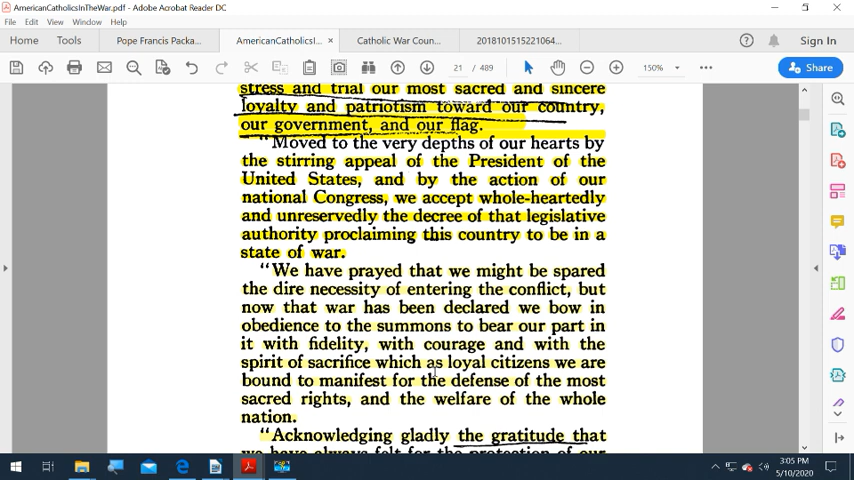 AmericanCatholicsInTheWar.pdf - Adobe Acrobat Reader DC
File Edit View Window Help
Home Tools Pope Francis Packa... AmericanCatholicsI... × Catholic War Coun... 2018101515221064... Sign In
21 / 489 150% Share
stress and trial our most sacred and sincere
loyalty and patriotism toward our country,
our government, and our flag.
“Moved to the very depths of our hearts by
the stirring appeal of the President of the
United States, and by the action of our
national Congress, we accept whole-heartedly
and unreservedly the decree of that legislative
authority proclaiming this country to be in a
state of war.
“We have prayed that we might be spared
the dire necessity of entering the conflict, but
now that war has been declared we bow in
obedience to the summons to bear our part in
it with fidelity, with courage and with the
spirit of sacrifice which as loyal citizens we are
bound to manifest for the defense of the most
sacred rights, and the welfare of the whole
nation.
“Acknowledging gladly the gratitude that
we have always felt for the protection of our
3:05 PM
5/10/2020